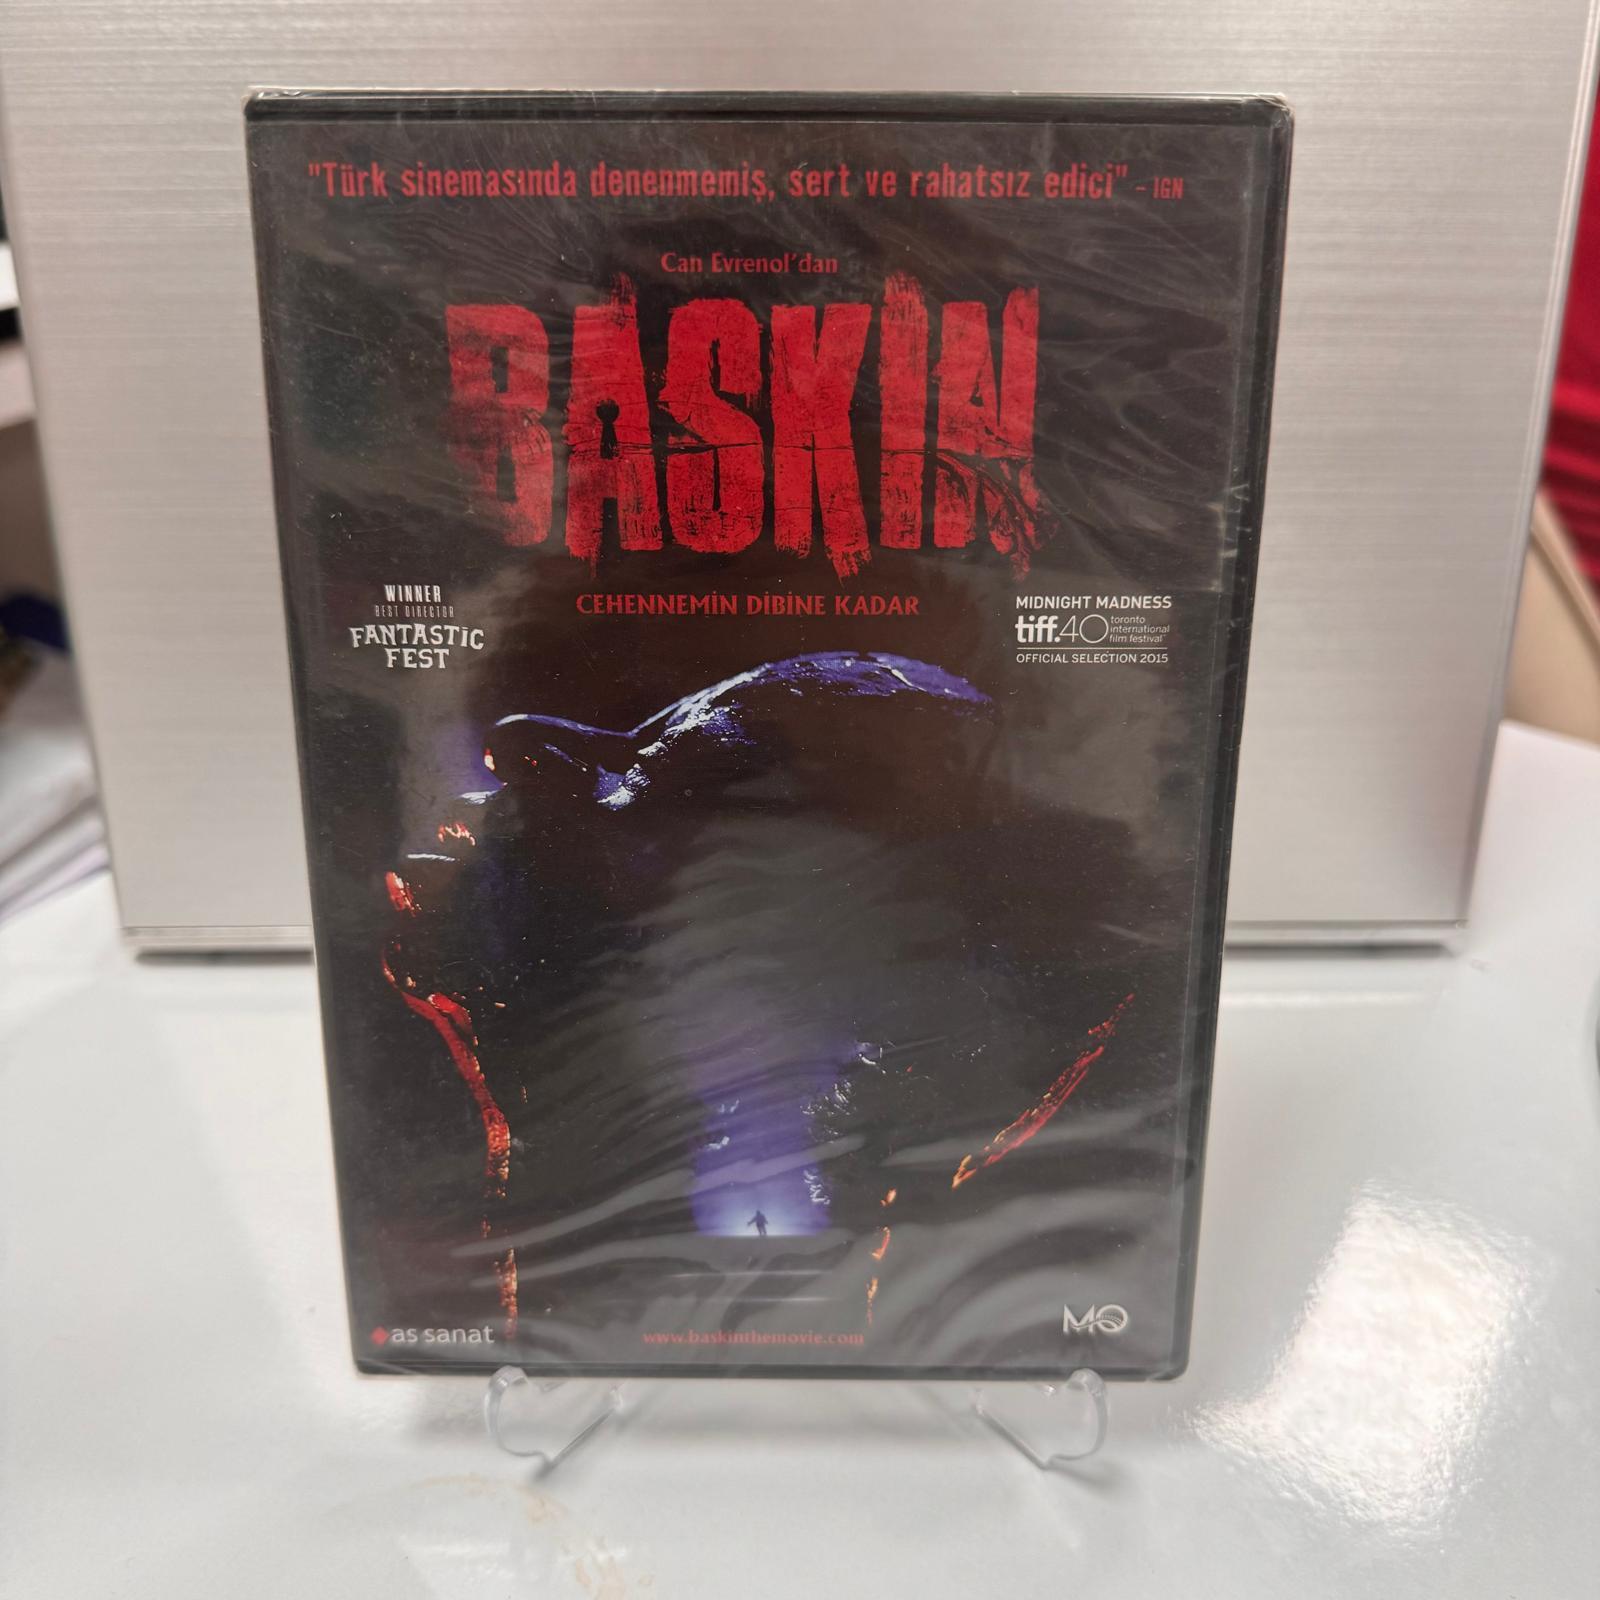 "Türk sinemasında denenmemiş, sert ve rahatsız edici" - IGN
Can Evrenol'dan
BASKIN
CEHENNEMİN DİBİNE KADAR
WINNER
BEST DIRECTOR
FANTASTIC
FEST
MIDNIGHT MADNESS
tiff.40 toronto international film festival
OFFICIAL SELECTION 2015
as sanat
www.baskinthemovie.com
MO